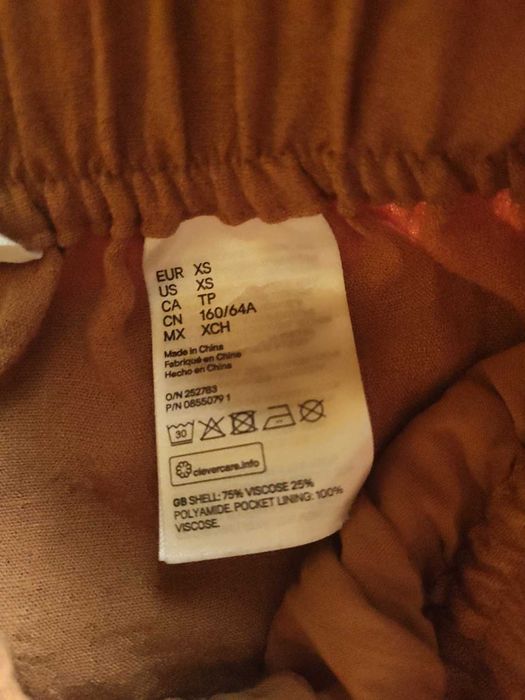 EUR XS
US XS
CA TP
CN 160/64A
MX XCH
Made in China
Fabriqué en Chine
Hecho en China
O/N 252783
P/N 0855079 1
30
clevercare.info
GB SHELL: 75% VISCOSE 25%
POLYAMIDE. POCKET LINING: 100%
VISCOSE.